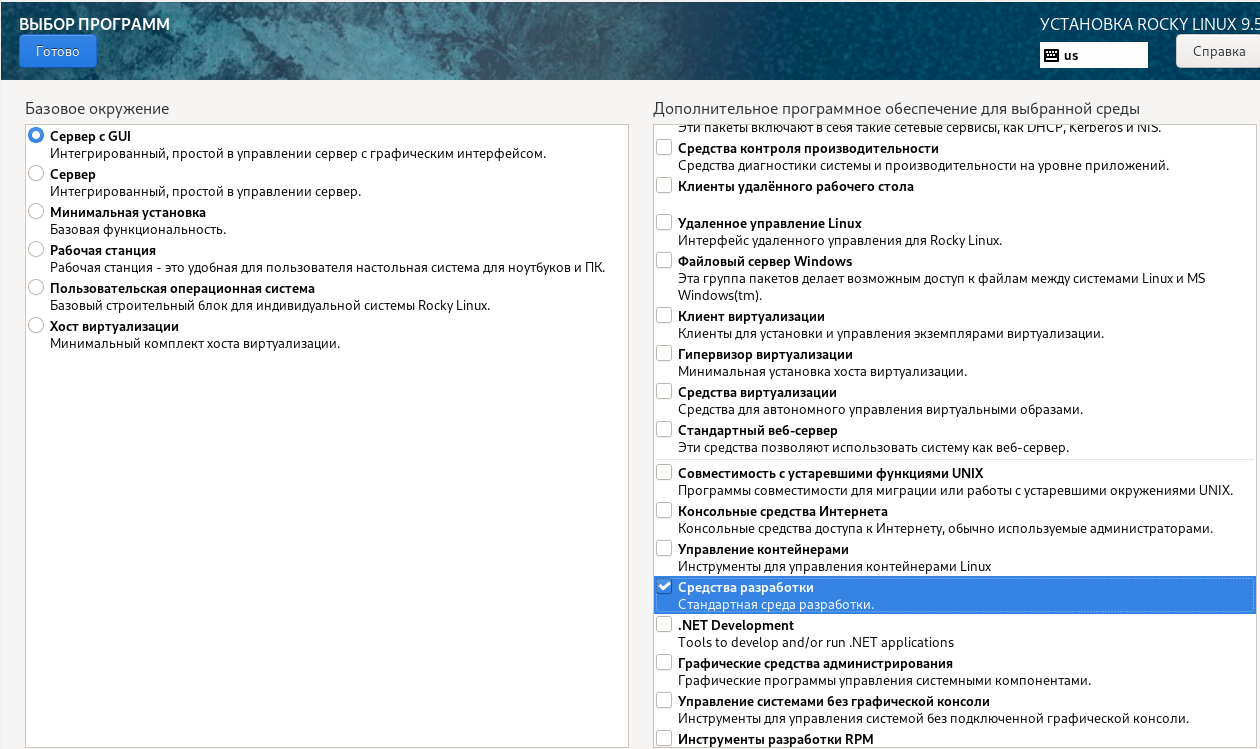 ВЫБОР ПРОГРАММ
Готово
УСТАНОВКА ROCKY LINUX 9.5
us
Справка
Базовое окружение
Сервер с GUI
Интегрированный, простой в управлении сервер с графическим интерфейсом.
Сервер
Интегрированный, простой в управлении сервер.
Минимальная установка
Базовая функциональность.
Рабочая станция
Рабочая станция - это удобная для пользователя настольная система для ноутбуков и ПК.
Пользовательская операционная система
Базовый строительный блок для индивидуальной системы Rocky Linux.
Хост виртуализации
Минимальный комплект хоста виртуализации.
Дополнительное программное обеспечение для выбранной среды
Эти пакеты включают в себя такие сетевые сервисы, как DHCP, Kerberos и NIS.
Средства контроля производительности
Средства диагностики системы и производительности на уровне приложений.
Клиенты удалённого рабочего стола
Удаленное управление Linux
Интерфейс удаленного управления для Rocky Linux.
Файловый сервер Windows
Эта группа пакетов делает возможным доступ к файлам между системами Linux и MS
Windows(tm).
Клиент виртуализации
Клиенты для установки и управления экземплярами виртуализации.
Гипервизор виртуализации
Минимальная установка хоста виртуализации.
Средства виртуализации
Средства для автономного управления виртуальными образами.
Стандартный веб-сервер
Эти средства позволяют использовать систему как веб-сервер.
Совместимость с устаревшими функциями UNIX
Программы совместимости для миграции или работы с устаревшими окружениями UNIX.
Консольные средства Интернета
Консольные средства доступа к Интернету, обычно используемые администраторами.
Управление контейнерами
Инструменты для управления контейнерами Linux
Средства разработки
Стандартная среда разработки.
.NET Development
Tools to develop and/or run .NET applications
Графические средства администрирования
Графические программы управления системными компонентами.
Управление системами без графической консоли
Инструменты для управления системой без подключенной графической консоли.
Инструменты разработки RPM